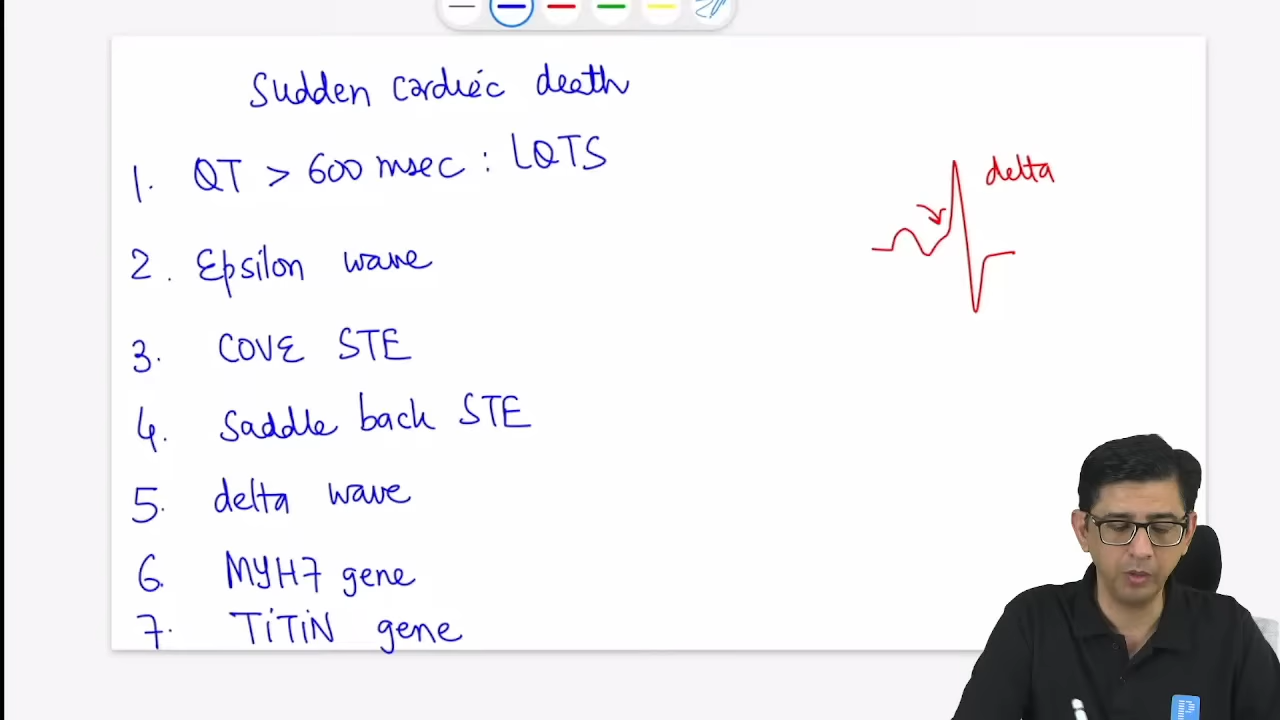 Sudden cardiac death
1. QT > 600 msec : LQTS
delta
2. Epsilon wave
3. COVE STE
4. Saddle back STE
5. delta wave
6. MYH7 gene
7. TiTiN gene